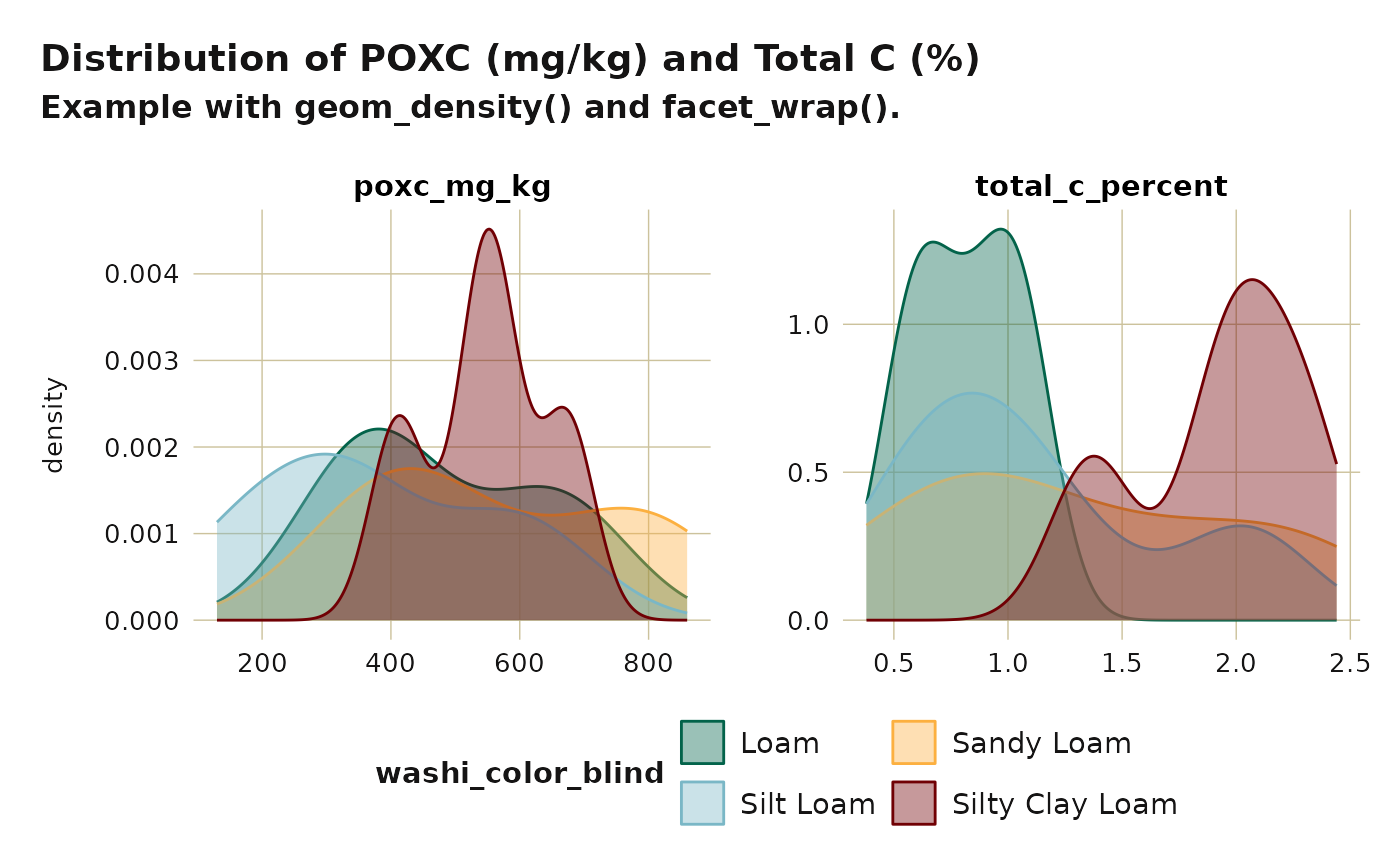 Distribution of POXC (mg/kg) and Total C (%)
Example with geom_density() and facet_wrap().
poxc_mg_kg
total_c_percent
density
0.004
0.003
0.002
0.001
0.000
200 400 600 800
1.0
0.5
0.0
0.5 1.0 1.5 2.0 2.5
washi_color_blind
Loam
Sandy Loam
Silt Loam
Silty Clay Loam